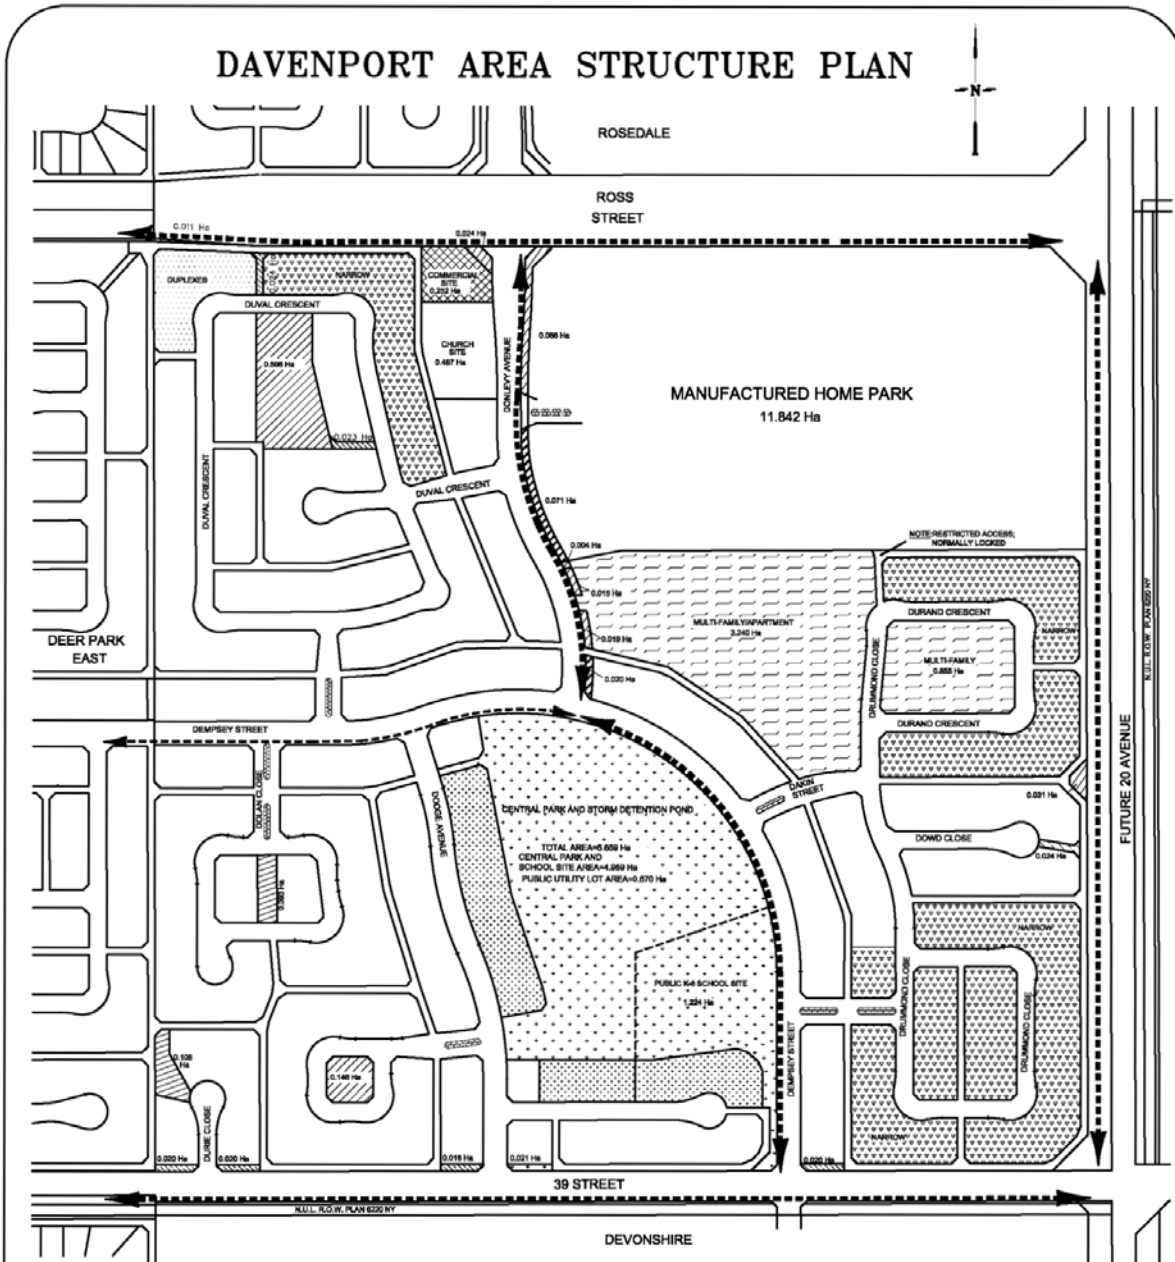 DAVENPORT AREA STRUCTURE PLAN
N
ROSEDALE
ROSS
STREET
0.011 Ha
0.024 Ha
DUPLEXES
0.024 Ha
NARROW
COMMERCIAL
SITE
0.252 Ha
DUVAL CRESCENT
CHURCH
SITE
0.487 Ha
DONLEVY AVENUE
0.066 Ha
MANUFACTURED HOME PARK
11.842 Ha
0.023 Ha
DUVAL CRESCENT
DUVAL CRESCENT
0.071 Ha
NOTE:RESTRICTED ACCESS;
NORMALLY LOCKED
0.004 Ha
0.015 Ha
DURAND CRESCENT
N.U.L. R.O.W. PLAN 6220 NY
MULTI-FAMILY/APARTMENT
3.240 Ha
NARROW
DEER PARK
EAST
0.019 Ha
DRUMMOND CLOSE
MULTI-FAMILY
0.020 Ha
DURAND CRESCENT
DEMPSEY STREET
FUTURE 20 AVENUE
DOLAN CLOSE
DODGE AVENUE
DAKIN
STREET
0.031 Ha
CENTRAL PARK AND STORM DETENTION POND
DOWD CLOSE
TOTAL AREA=5.659 Ha
CENTRAL PARK AND
SCHOOL SITE AREA=4.989 Ha
PUBLIC UTILITY LOT AREA=0.670 Ha
0.024 Ha
NARROW
PUBLIC K-8 SCHOOL SITE
1.224 Ha
DRUMMOND CLOSE
DRUMMOND CLOSE
DEMPSEY STREET
0.108
Ha
0.146 Ha
DURIE CLOSE
NARROW
0.020 Ha
0.020 Ha
0.016 Ha
0.021 Ha
0.020 Ha
39 STREET
N.U.L. R.O.W. PLAN 6220 NY
DEVONSHIRE